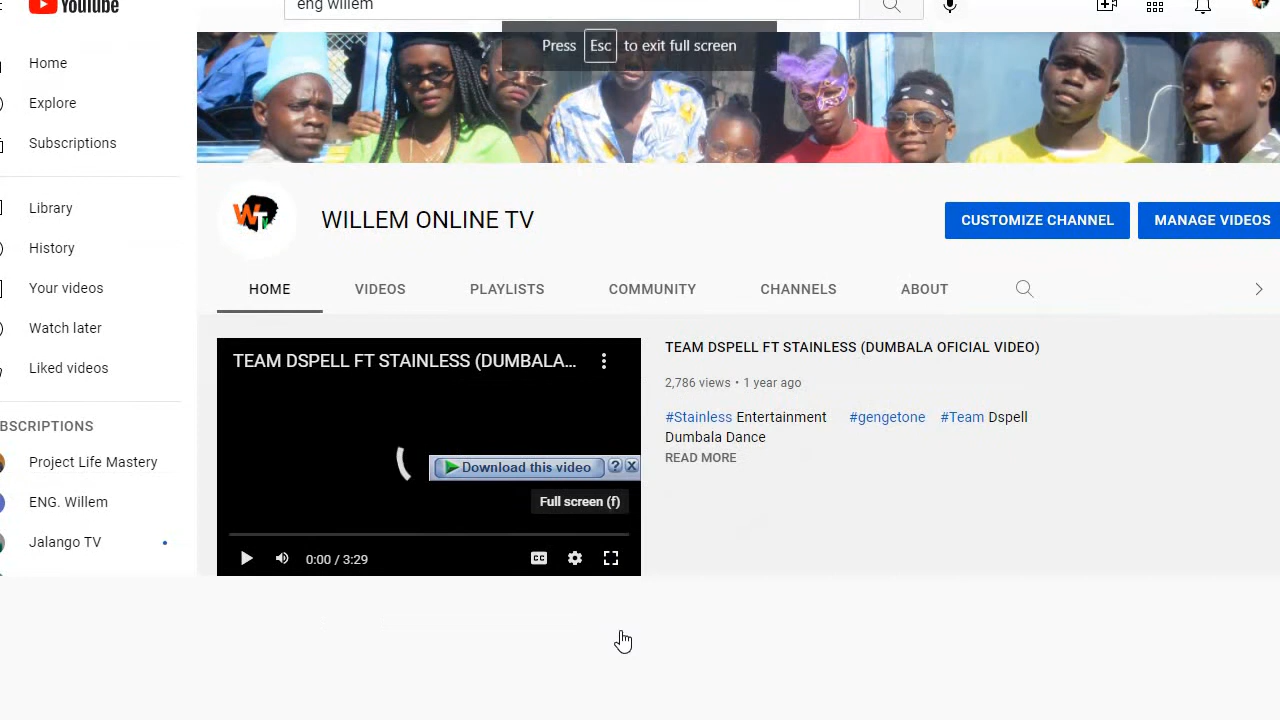 YouTube
eng willem
Press Esc to exit full screen
Home
Explore
Subscriptions
Library
History
Your videos
Watch later
Liked videos
BSCRIPTIONS
Project Life Mastery
ENG. Willem
Jalango TV
WT
WILLEM ONLINE TV
CUSTOMIZE CHANNEL
MANAGE VIDEOS
HOME
VIDEOS
PLAYLISTS
COMMUNITY
CHANNELS
ABOUT
TEAM DSPELL FT STAINLESS (DUMBALA...
Download this video ? X
Full screen (f)
0:00 / 3:29
CC
TEAM DSPELL FT STAINLESS (DUMBALA OFICIAL VIDEO)
2,786 views • 1 year ago
#Stainless Entertainment #gengetone #Team Dspell
Dumbala Dance
READ MORE